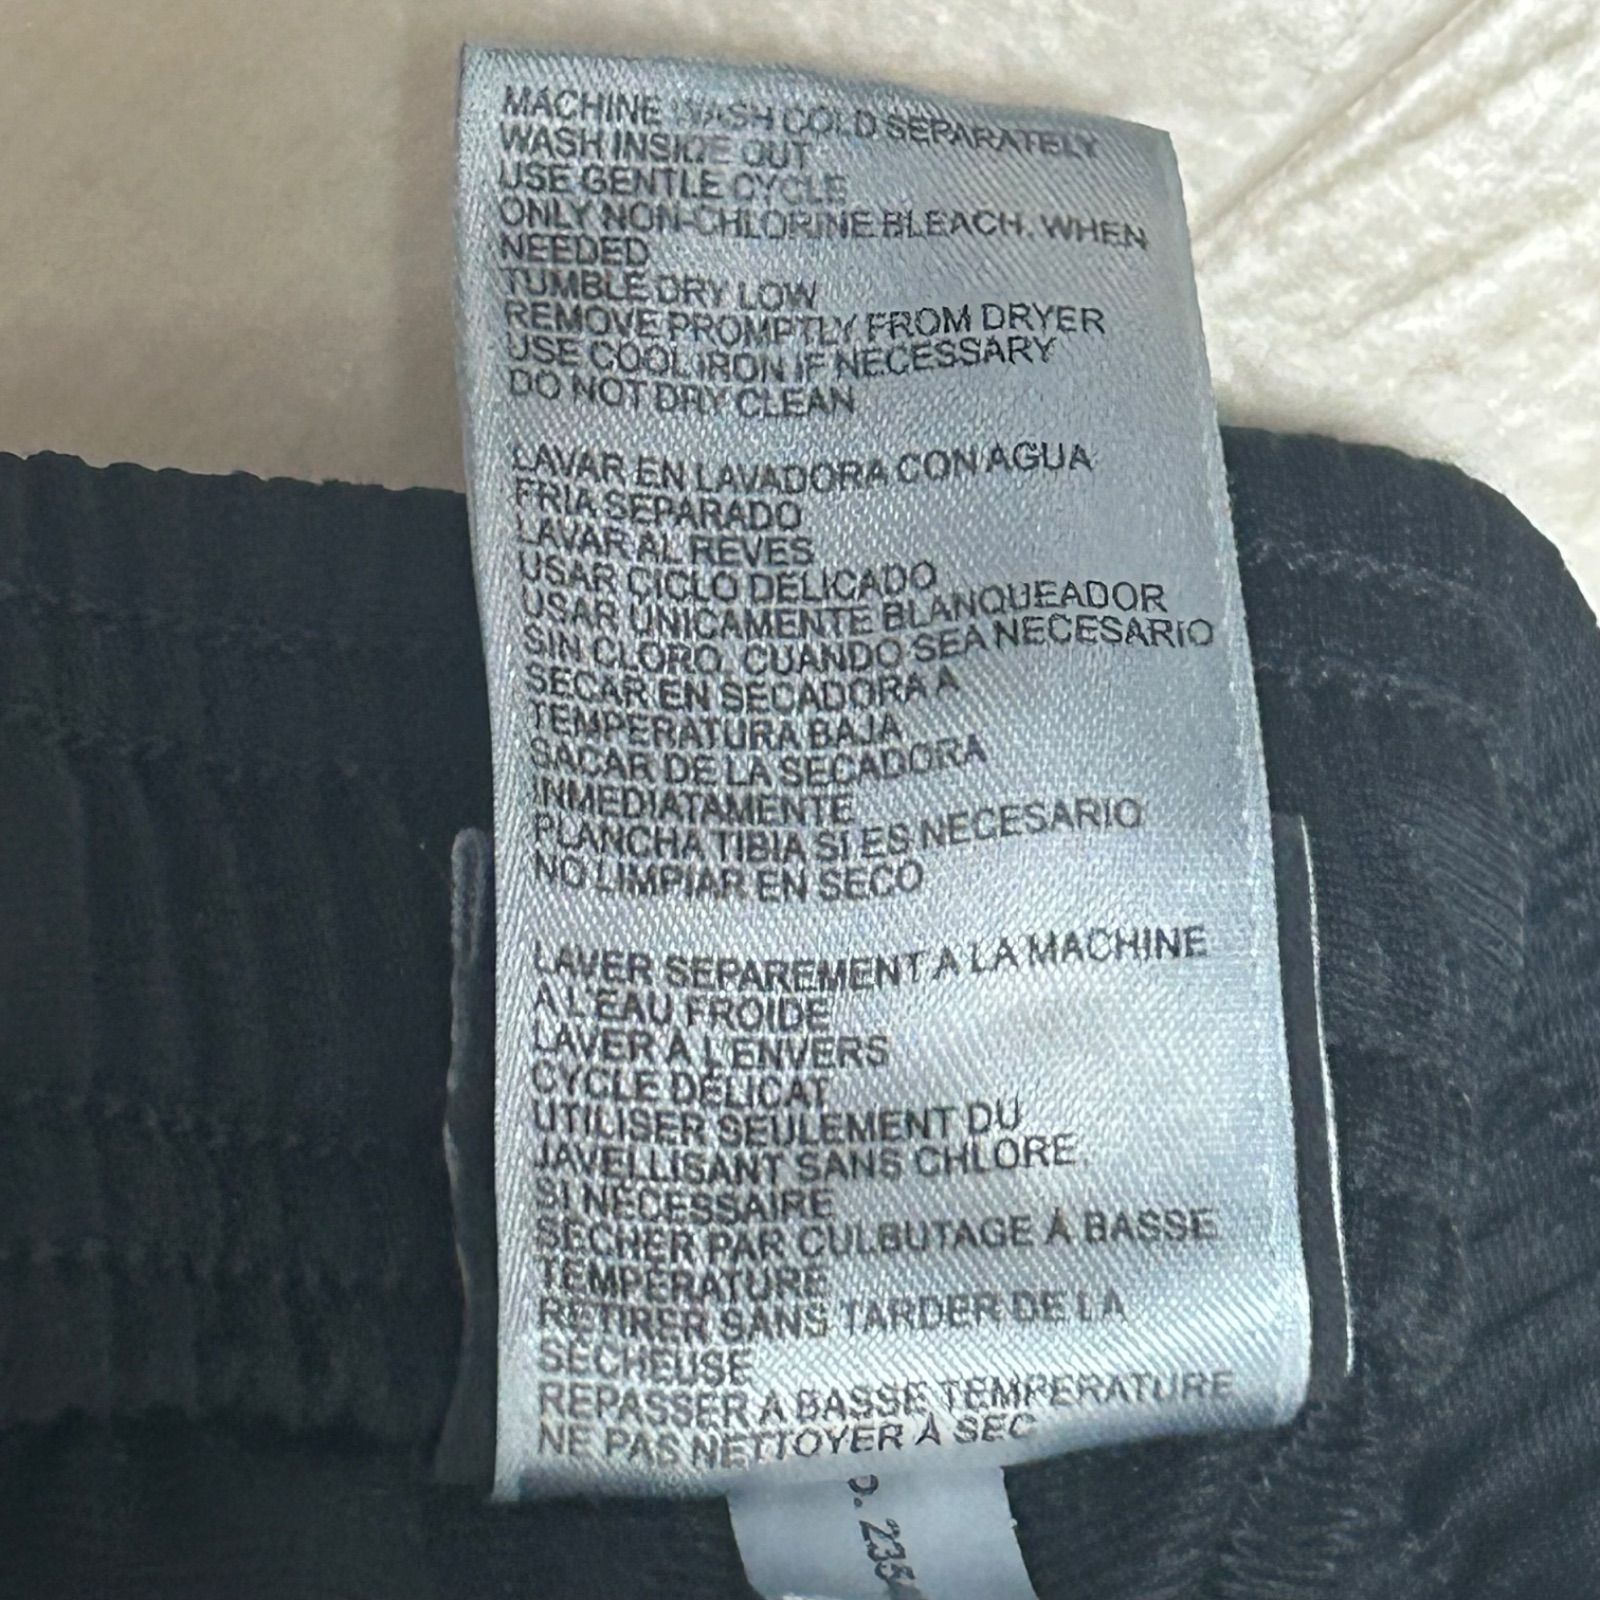 MACHINE WASH COLD SEPARATELY
WASH INSIDE OUT
USE GENTLE CYCLE
ONLY NON-CHLORINE BLEACH. WHEN
NEEDED
TUMBLE DRY LOW
REMOVE PROMPTLY FROM DRYER
USE COOL IRON IF NECESSARY
DO NOT DRY CLEAN
LAVAR EN LAVADORA CON AGUA
FRIA SEPARADO
LAVAR AL REVES
USAR CICLO DELICADO
USAR ÚNICAMENTE BLANQUEADOR
SIN CLORO, CUANDO SEA NECESARIO
SECAR EN SECADORA A
TEMPERATURA BAJA
SACAR DE LA SECADORA
INMEDIATAMENTE
PLANCHA TIBIA SI ES NECESARIO
NO LIMPIAR EN SECO
LAVER SEPAREMENT A LA MACHINE
A L'EAU FROIDE
LAVER A L'ENVERS
CYCLE DÉLICAT
UTILISER SEULEMENT DU
JAVELLISANT SANS CHLORE,
SI NÉCESSAIRE
SÉCHER PAR CULBUTAGE À BASSE
TEMPÉRATURE
RETIRER SANS TARDER DE LA
SÉCHEUSE
REPASSER A BASSE TEMPERATURE
NE PAS NETTOYER À SEC